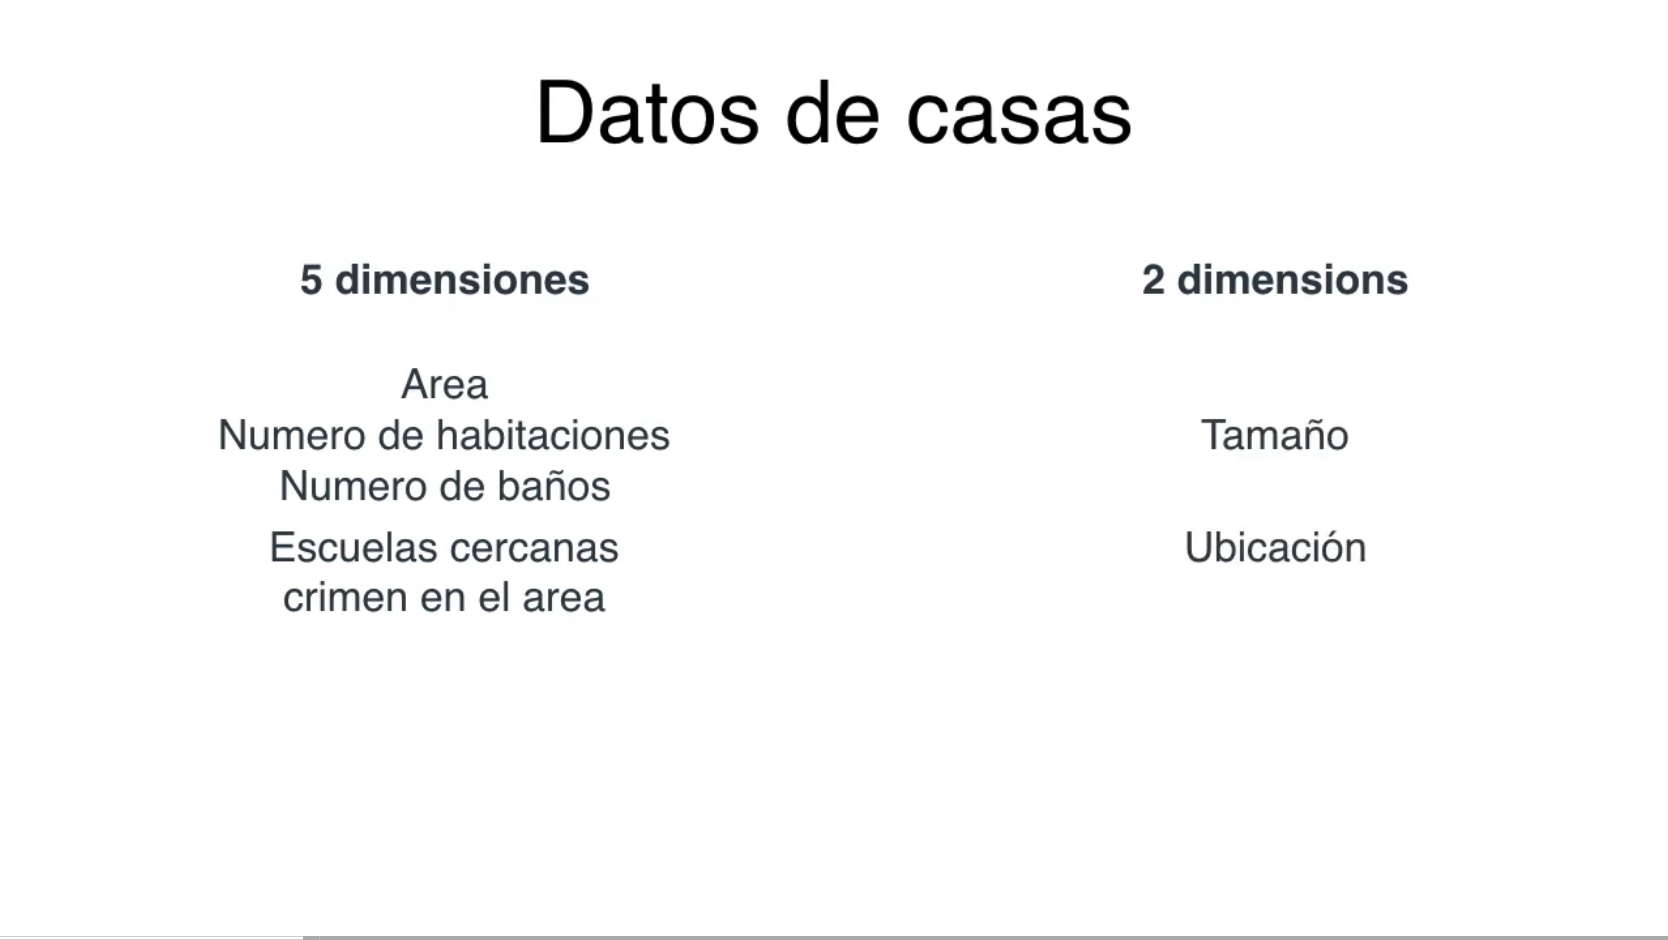 Datos de casas
5 dimensiones
Area
Numero de habitaciones
Numero de baños
Escuelas cercanas
crimen en el area
2 dimensions
Tamaño
Ubicación